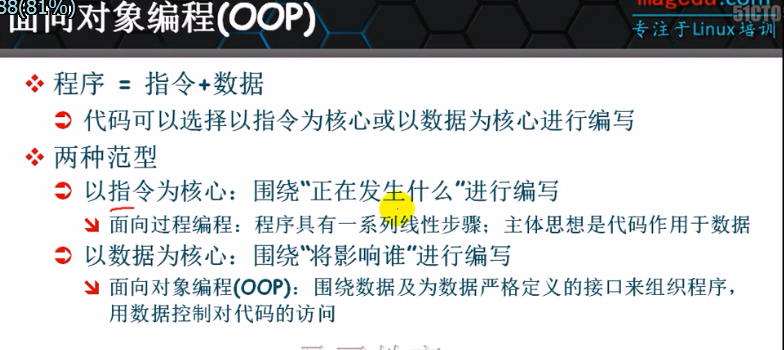 38(81%)
面向对象编程(OOP)
magedu.com
51CTO
专注于Linux培训
程序 = 指令+数据
代码可以选择以指令为核心或以数据为核心进行编写
两种范型
以指令为核心：围绕“正在发生什么”进行编写
面向过程编程：程序具有一系列线性步骤；主体思想是代码作用于数据
以数据为核心：围绕“将影响谁”进行编写
面向对象编程(OOP)：围绕数据及为数据严格定义的接口来组织程序，
用数据控制对代码的访问